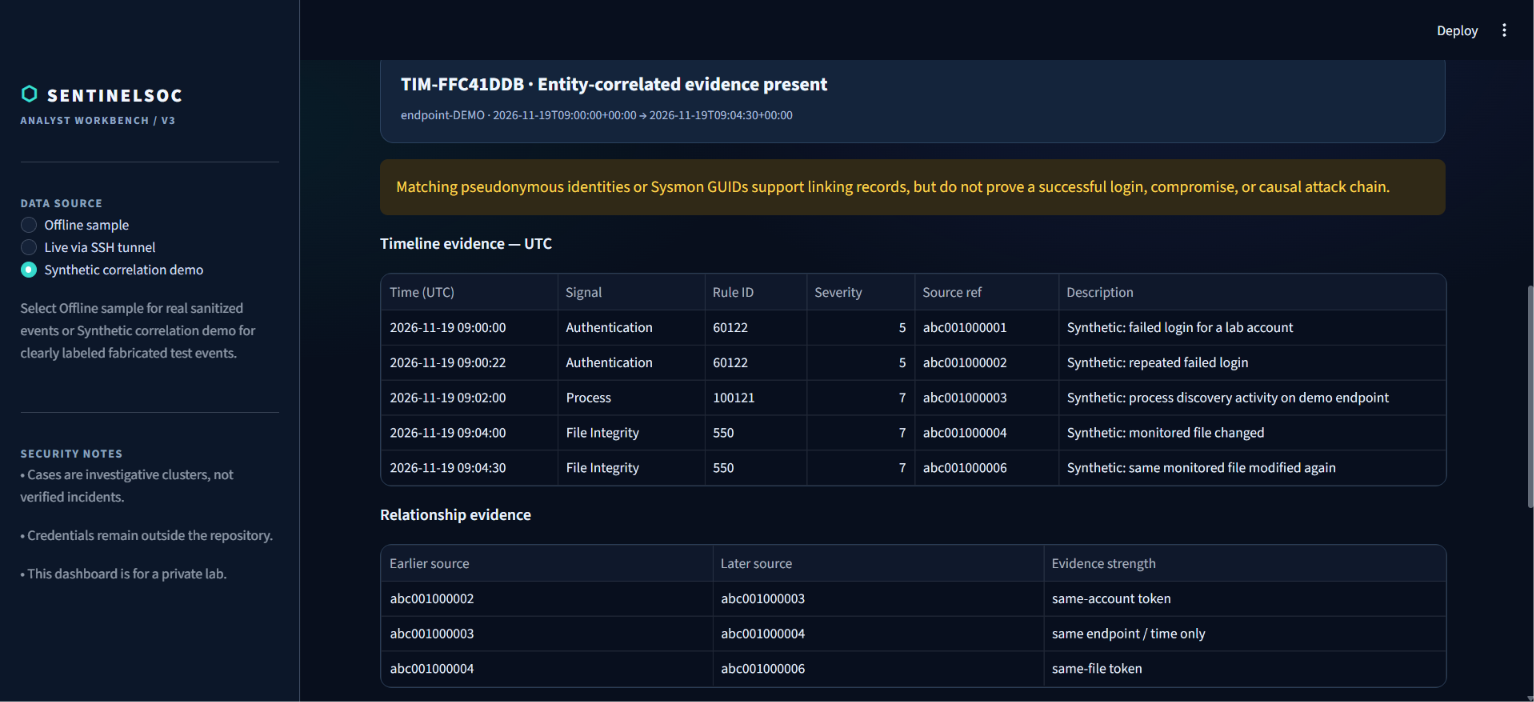 Deploy
SENTINELSOC
ANALYST WORKBENCH / V3
DATA SOURCE
Offline sample
Live via SSH tunnel
Synthetic correlation demo
Select Offline sample for real sanitized
events or Synthetic correlation demo for
clearly labeled fabricated test events.
SECURITY NOTES
• Cases are investigative clusters, not
verified incidents.
• Credentials remain outside the repository.
• This dashboard is for a private lab.
TIM-FFC41DDB · Entity-correlated evidence present
endpoint-DEMO · 2026-11-19T09:00:00+00:00 → 2026-11-19T09:04:30+00:00
Matching pseudonymous identities or Sysmon GUIDs support linking records, but do not prove a successful login, compromise, or causal attack chain.
Timeline evidence — UTC
Time (UTC) Signal Rule ID Severity Source ref Description
2026-11-19 09:00:00 Authentication 60122 5 abc001000001 Synthetic: failed login for a lab account
2026-11-19 09:00:22 Authentication 60122 5 abc001000002 Synthetic: repeated failed login
2026-11-19 09:02:00 Process 100121 7 abc001000003 Synthetic: process discovery activity on demo endpoint
2026-11-19 09:04:00 File Integrity 550 7 abc001000004 Synthetic: monitored file changed
2026-11-19 09:04:30 File Integrity 550 7 abc001000006 Synthetic: same monitored file modified again
Relationship evidence
Earlier source Later source Evidence strength
abc001000002 abc001000003 same-account token
abc001000003 abc001000004 same endpoint / time only
abc001000004 abc001000006 same-file token